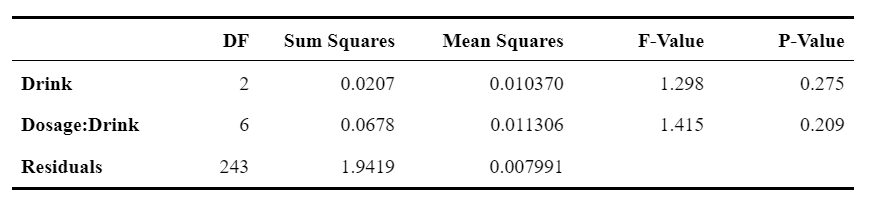 DF Sum Squares Mean Squares F-Value P-Value
Drink 2 0.0207 0.010370 1.298 0.275
Dosage:Drink 6 0.0678 0.011306 1.415 0.209
Residuals 243 1.9419 0.007991